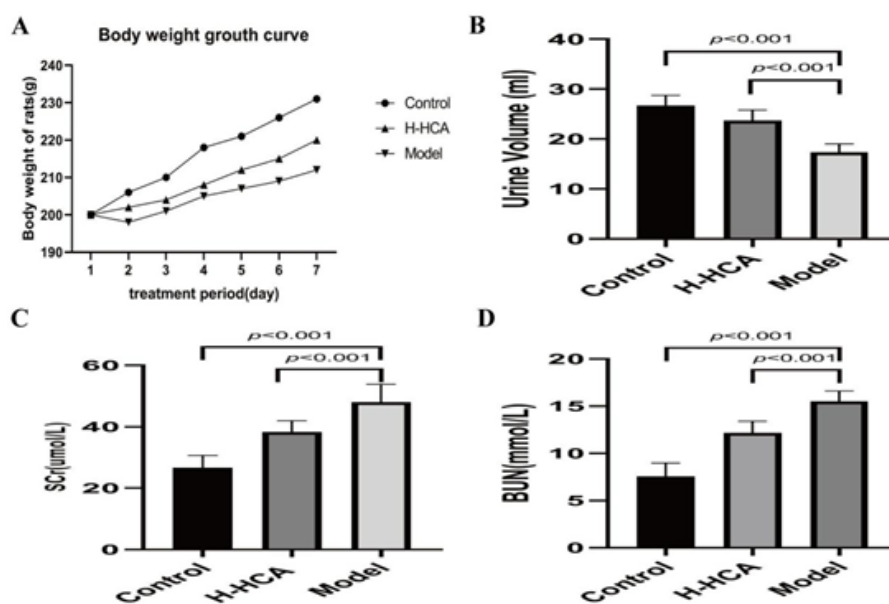 A
Body weight grouth curve
Body weight of rats(g)
240
230
220
210
200
190
1 2 3 4 5 6 7
treatment period(day)
Control
H-HCA
Model
B
p<0.001
p<0.001
Urine Volume (ml)
40
30
20
10
0
Control
H-HCA
Model
C
p<0.001
p<0.001
SCr(umol/L)
60
40
20
0
Control
H-HCA
Model
D
p<0.001
p<0.001
BUN(mmol/L)
20
15
10
5
0
Control
H-HCA
Model